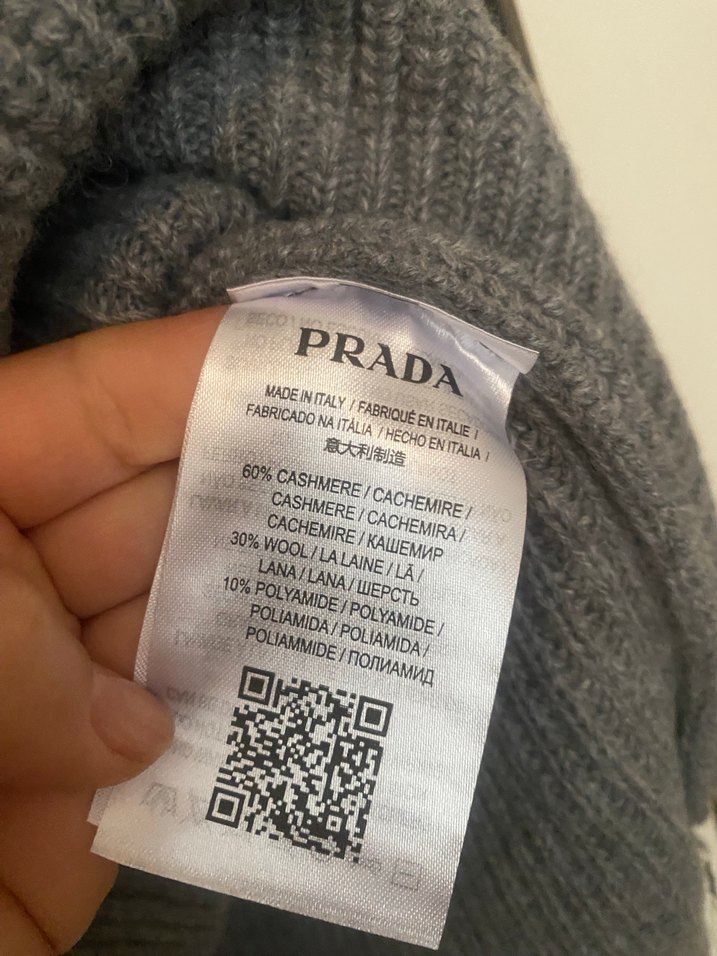 PRADA
MADE IN ITALY / FABRIQUÉ EN ITALIE /
FABRICADO NA ITÁLIA / HECHO EN ITALIA /
意大利制造
60% CASHMERE / CACHEMIRE /
CASHMERE / CACHEMIRA /
CACHEMIRE / КАШЕМИР
30% WOOL / LA LAINE / LÃ /
LANA / LANA / ШЕРСТЬ
10% POLYAMIDE / POLYAMIDE /
POLIAMIDA / POLIAMIDA /
POLIAMMIDE / ПОЛИАМИД